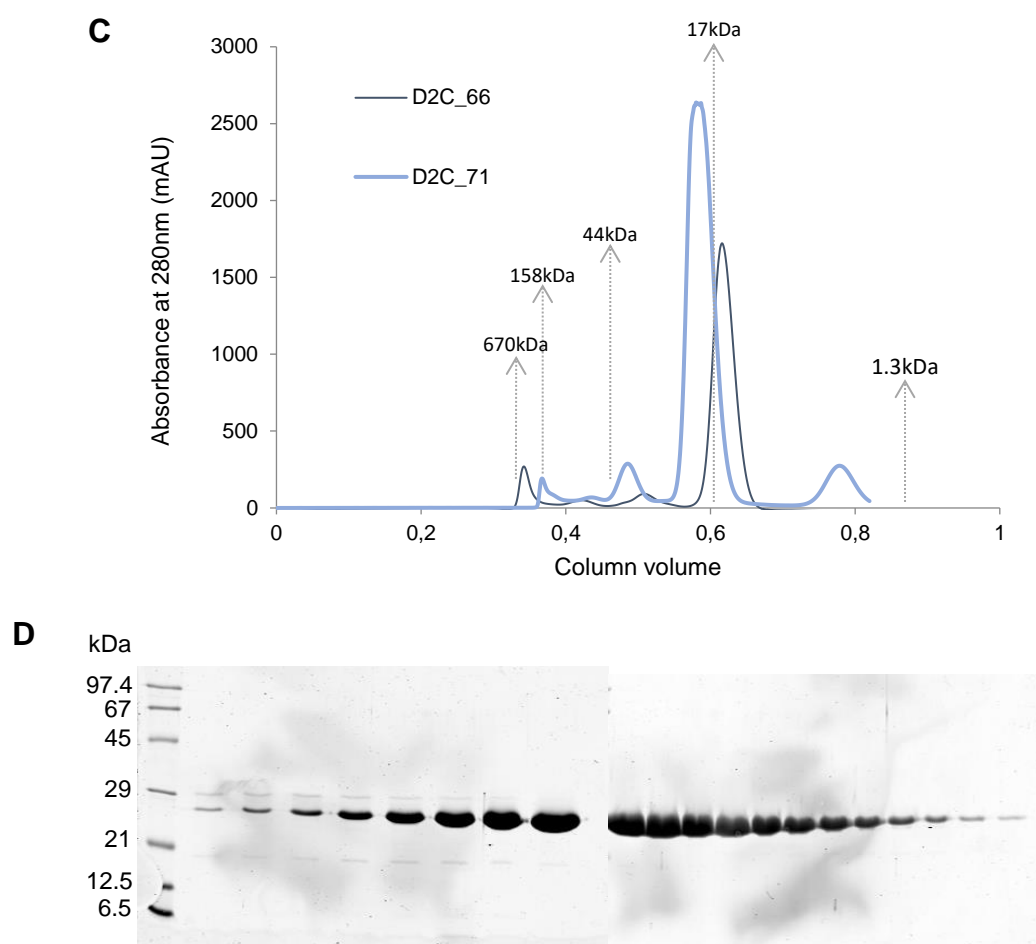 C
17kDa
3000
D2C_66
2500
D2C_71
2000
44kDa
1500
158kDa
670kDa
1000
1.3kDa
500
0
0 0,2 0,4 0,6 0,8 1
Absorbance at 280nm (mAU)
Column volume
D
kDa
97.4
67
45
29
21
12.5
6.5